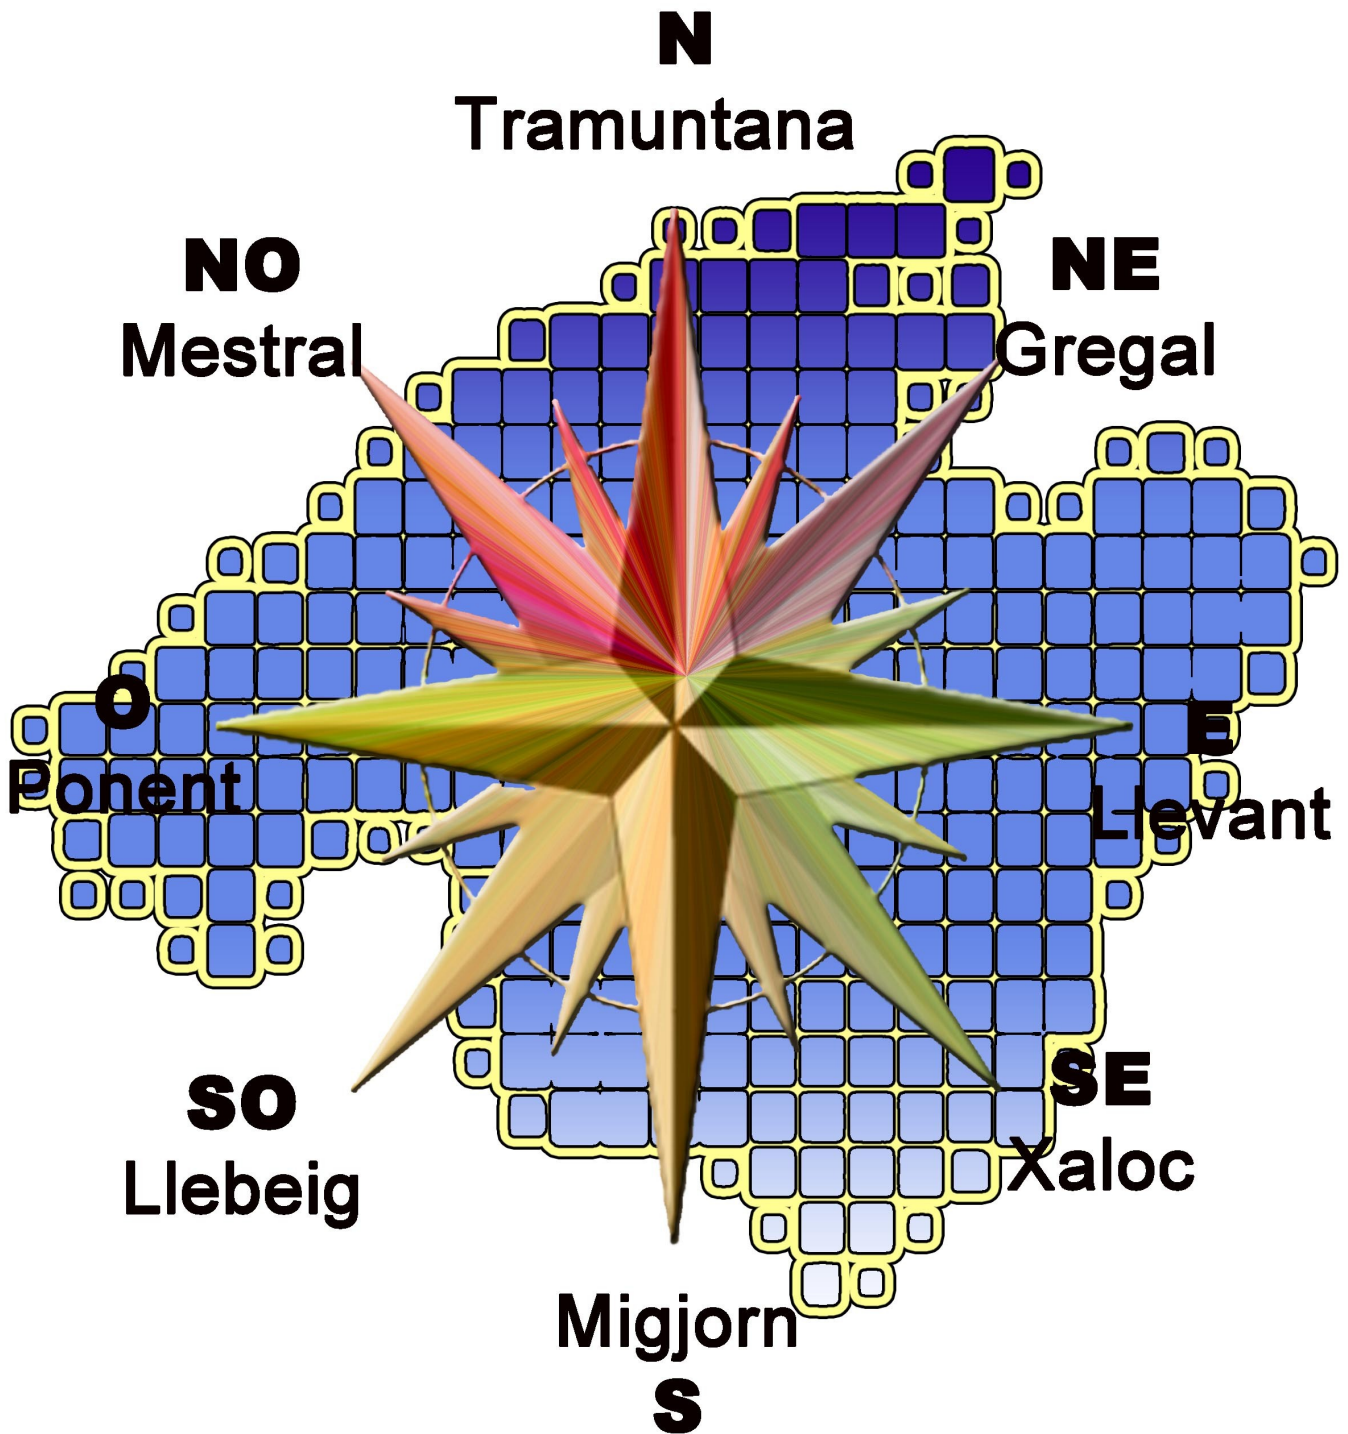 N
Tramuntana
NO
Mestral
NE
Gregal
O
Ponent
E
Llevant
SO
Llebeig
SE
Xaloc
Migjorn
S